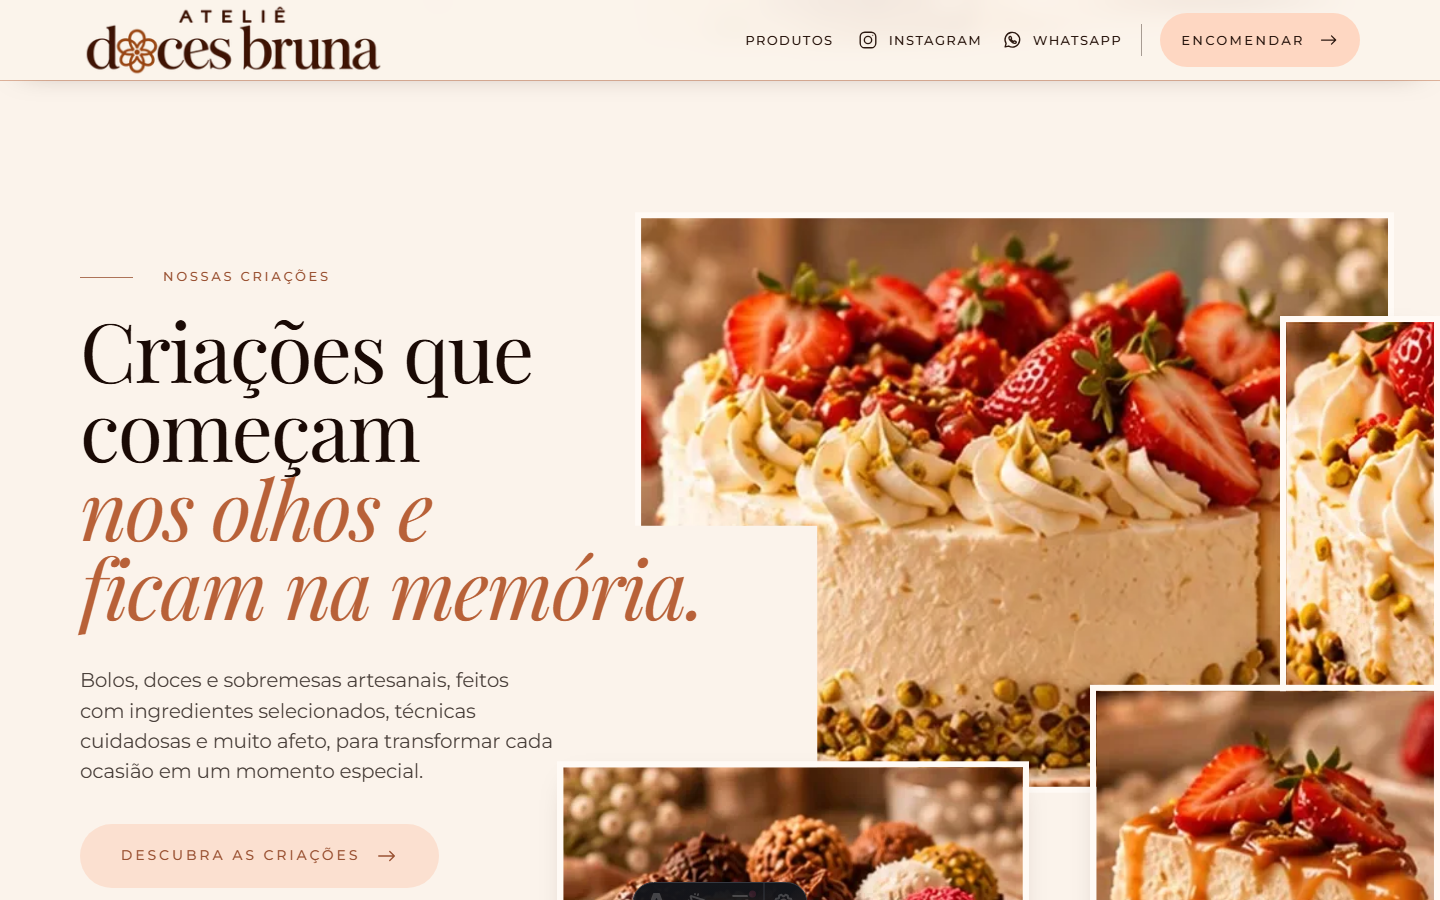 ATELIÊ
doces bruna
PRODUTOS
INSTAGRAM
WHATSAPP
ENCOMENDAR
NOSSAS CRIAÇÕES
Criações que
começam
nos olhos e
ficam na memória.
Bolos, doces e sobremesas artesanais, feitos
com ingredientes selecionados, técnicas
cuidadosas e muito afeto, para transformar cada
ocasião em um momento especial.
DESCUBRA AS CRIAÇÕES